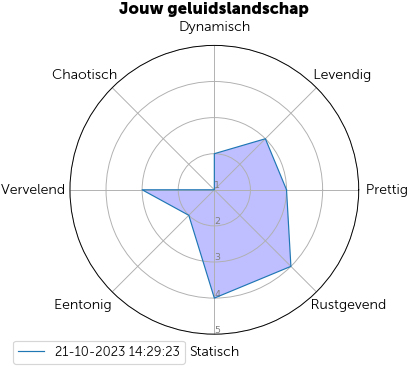 Jouw geluidslandschap
Dynamisch
Chaotisch
Levendig
Vervelend
Prettig
1
2
3
4
Eentonig
Rustgevend
5
21-10-2023 14:29:23
Statisch